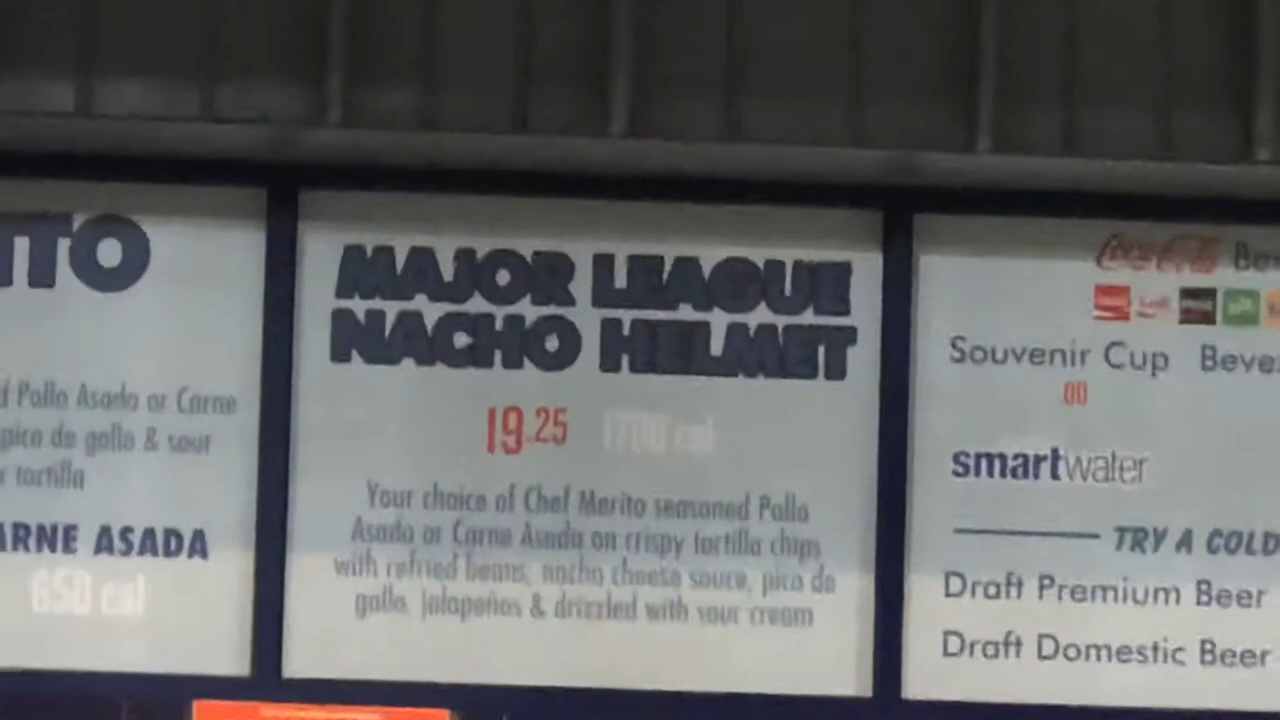 ITO
d Pollo Asado or Carne
pico de gallo & sour
r tortilla
ARNE ASADA
650 cal
MAJOR LEAGUE
NACHO HELMET
19.25
Your choice of Chef Merito seasoned Pollo
Asado or Carne Asada on crispy tortilla chips
with refried beans, nacho cheese sauce, pico de
gallo, jalapeños & drizzled with sour cream
Coca-Cola Bev
Souvenir Cup Beve
00
smartwater
TRY A COLD
Draft Premium Beer
Draft Domestic Beer